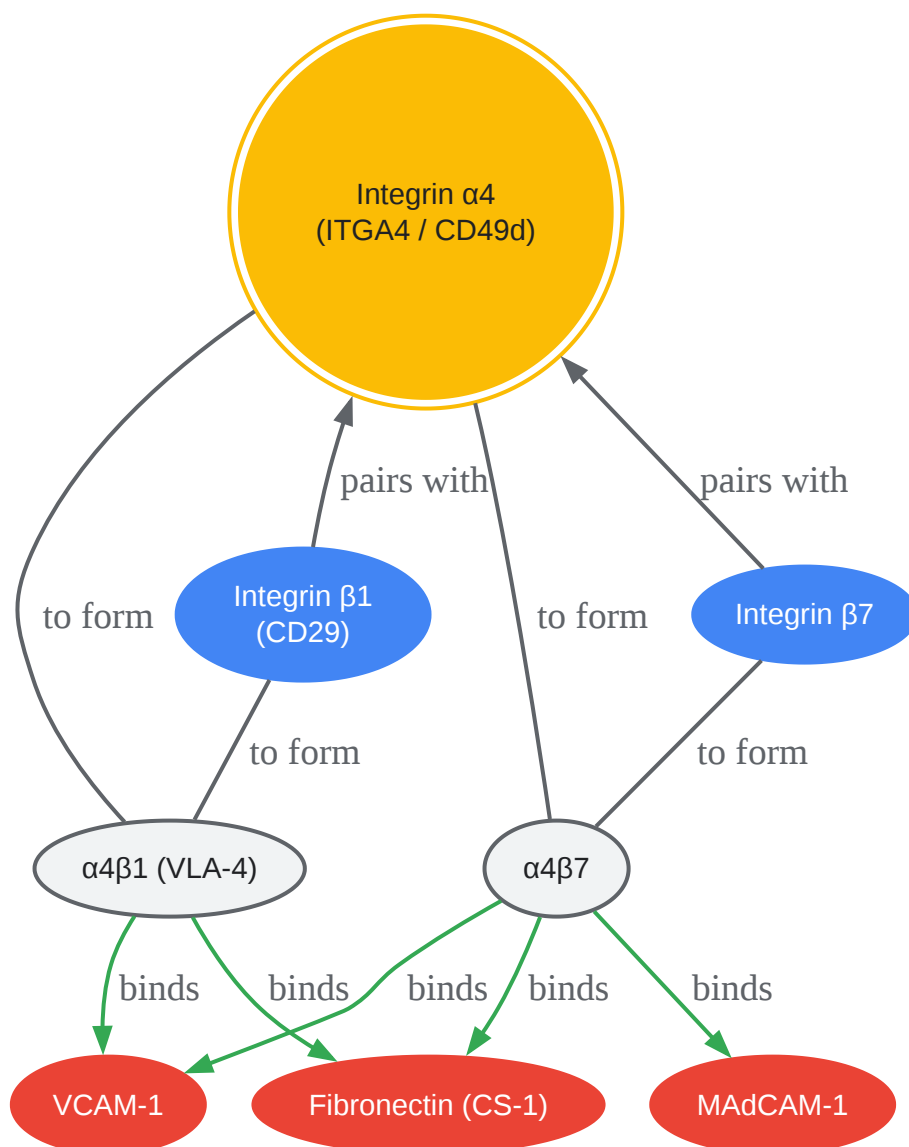 Integrin α4
(ITGA4 / CD49d)
pairs with
pairs with
to form
Integrin β1
(CD29)
to form
Integrin β7
to form
to form
α4β1 (VLA-4)
α4β7
binds
binds
binds
binds
binds
VCAM-1
Fibronectin (CS-1)
MAdCAM-1